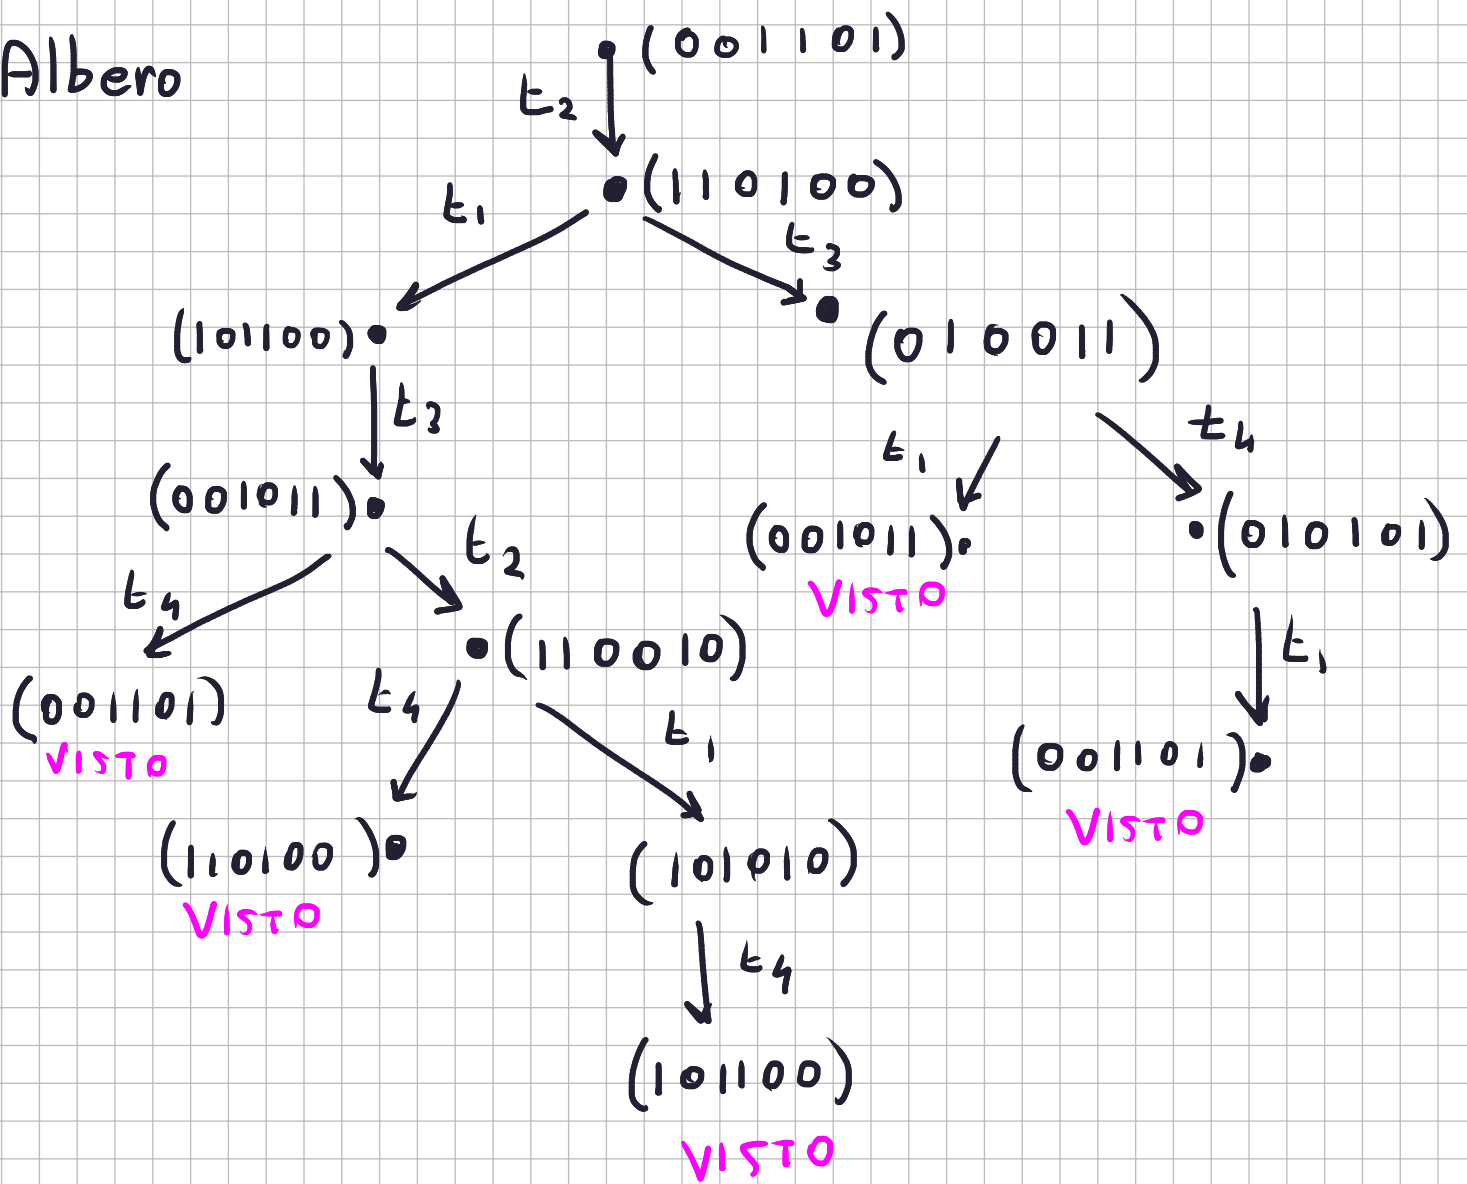 Albero
(001101)
t2
(110100)
t1
t3
(101100)
(010011)
t3
t1
t4
(001011)
(001011)
VISTO
(010101)
t4
t2
(110010)
t1
(001101)
VISTO
t4
t1
(001101)
VISTO
(110100)
VISTO
(101010)
t4
(101100)
VISTO